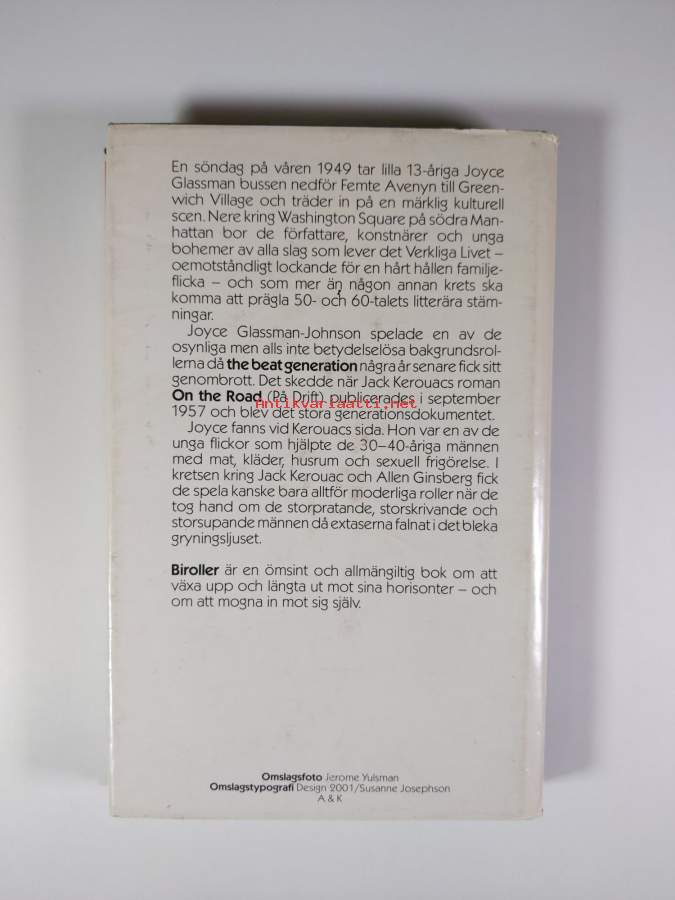 En söndag på våren 1949 tar lilla 13-åriga Joyce
Glassman bussen nedför Femte Avenyn till Green-
wich Village och träder in på en märklig kulturell
scen. Nere kring Washington Square på södra Man-
hattan bor de författare, konstnärer och unga
bohemer av alla slag som lever det Verkliga Livet –
oemotståndligt lockande för en hårt hållen familje-
flicka – och som mer än någon annan krets ska
komma att prägla 50- och 60-talets litterära stäm-
ningar.
Joyce Glassman-Johnson spelade en av de
osynliga men alls inte betydelselösa bakgrundsrol-
lerna då the beat generation några år senare fick sitt
genombrott. Det skedde när Jack Kerouacs roman
On the Road (På Drift) publicerades i september
Antikvariaatti.net
1957 och blev det stora generationsdokumentet.
Joyce fanns vid Kerouacs sida. Hon var en av de
unga flickor som hjälpte de 30–40-åriga männen
med mat, kläder, husrum och sexuell frigörelse. I
kretsen kring Jack Kerouac och Allen Ginsberg fick
de spela kanske bara alltför moderliga roller när de
tog hand om de storpratande, storskrivande och
storsupande männen då extaserna falnat i det bleka
gryningsljuset.
Biroller är en ömsint och allmängiltig bok om att
växa upp och längta ut mot sina horisonter – och
om att mogna in mot sig själv.
Omslagsfoto Jerome Yulsman
Omslagstypografi Design 2001/Susanne Josephson
A & K